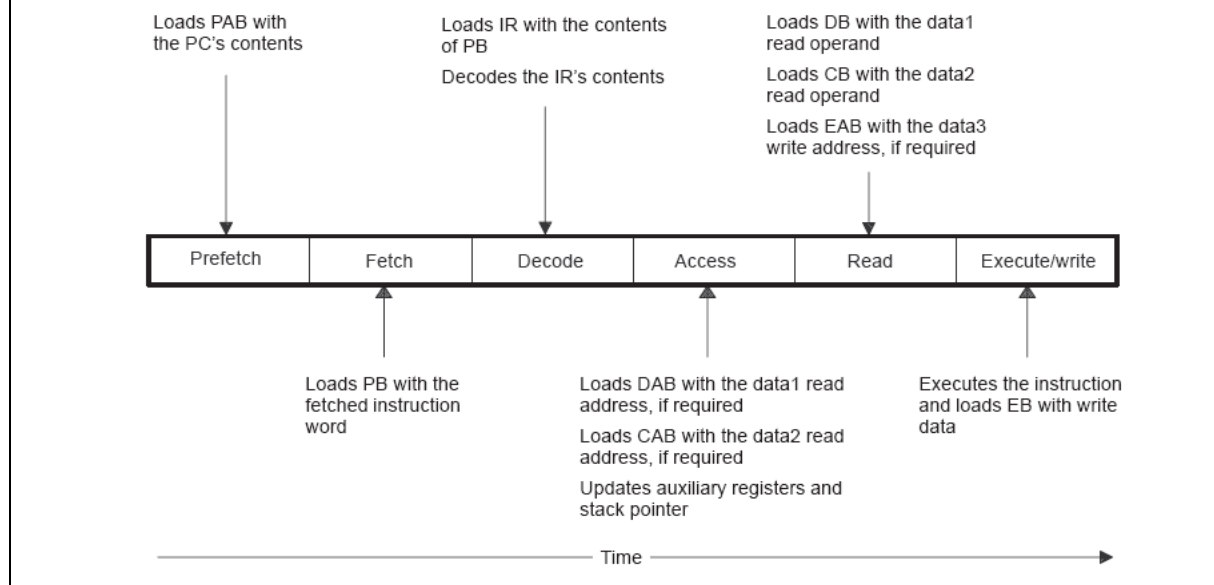 Loads PAB with
the PC's contents
Loads IR with the contents
of PB
Decodes the IR's contents
Loads DB with the data1
read operand
Loads CB with the data2
read operand
Loads EAB with the data3
write address, if required
Prefetch
Fetch
Decode
Access
Read
Execute/write
Loads PB with the
fetched instruction
word
Loads DAB with the data1 read
address, if required
Loads CAB with the data2 read
address, if required
Updates auxiliary registers and
stack pointer
Executes the instruction
and loads EB with write
data
Time